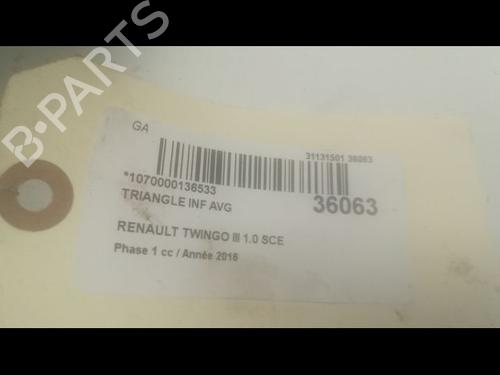 B-PARTS
GA
31131501 36063
*1070000136533
TRIANGLE INF AVG
36063
RENAULT TWINGO III 1.0 SCE
Phase 1 cc / Année 2016